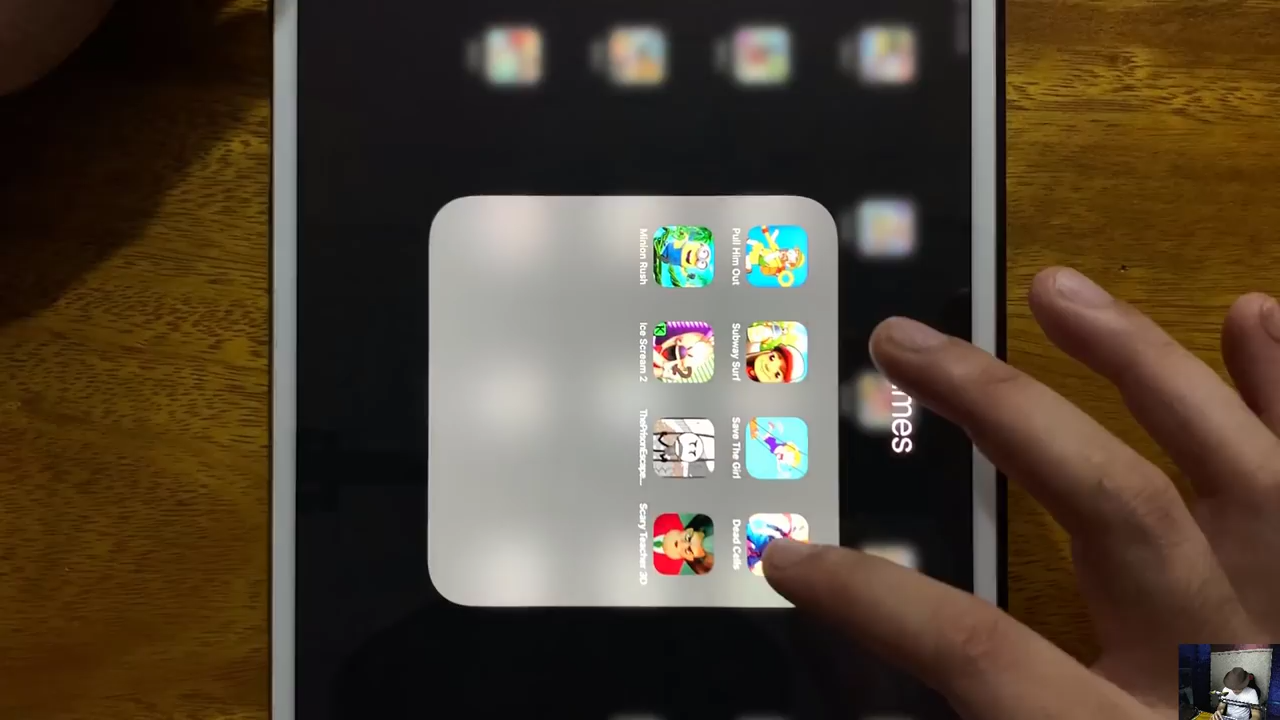 mes
Pull Him Out
Subway Surf
Save The Girl
Dead Cells
Minion Rush
Ice Scream 2
ThePrisonEscape...
Scary Teacher 3D